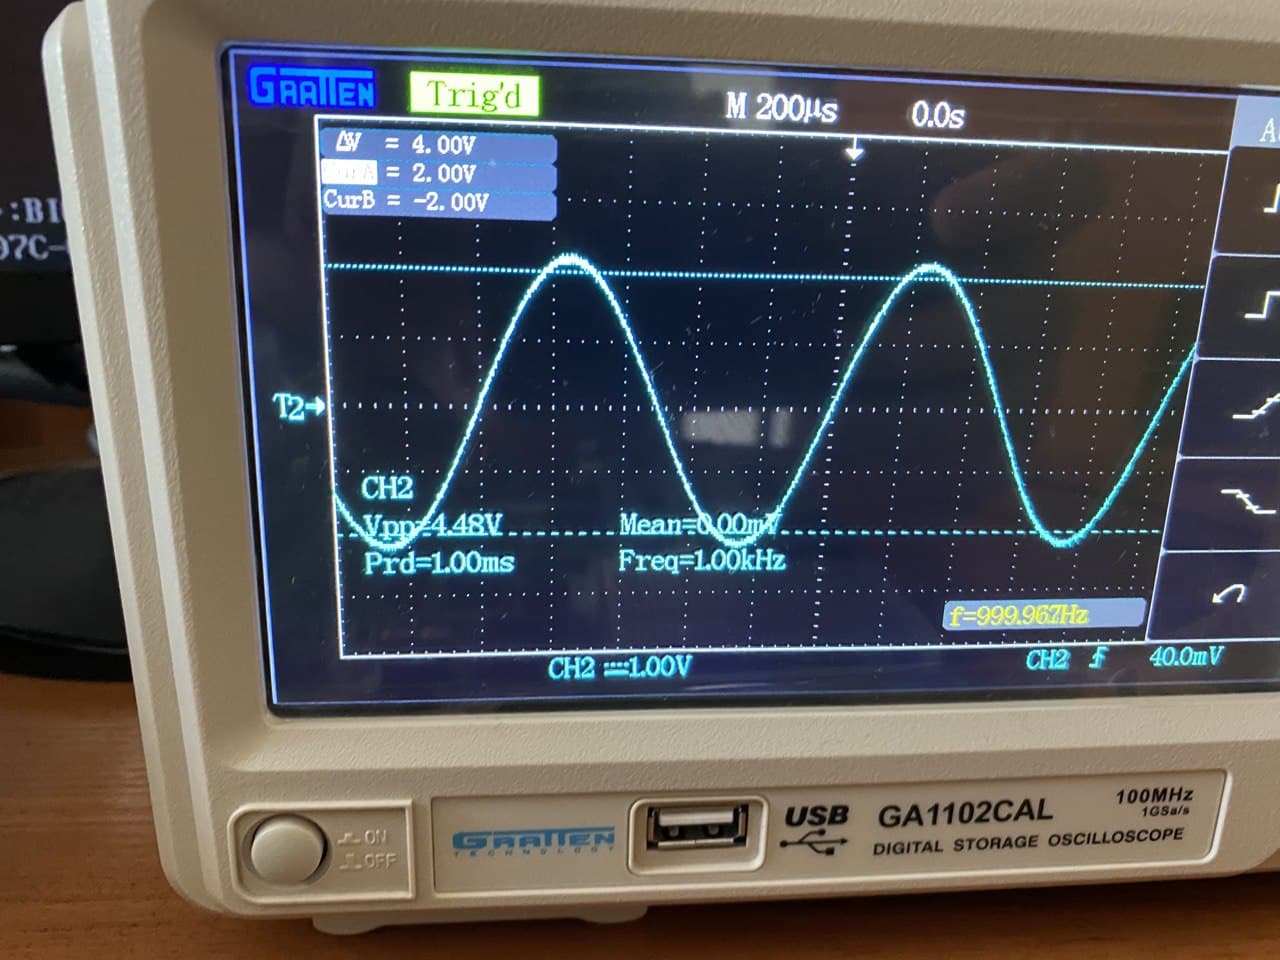 GRATTEN Trig'd M 200µs 0.0s
ΔV = 4.00V
CurA = 2.00V
CurB = -2.00V
T2
CH2
Vpp=4.48V Mean=0.00mV
Prd=1.00ms Freq=1.00kHz
f=999.967Hz
CH2 1.00V CH2 40.0mV
ON
OFF
GRATTEN
TECHNOLOGY
USB
GA1102CAL
DIGITAL STORAGE OSCILLOSCOPE
100MHz
1GSa/s